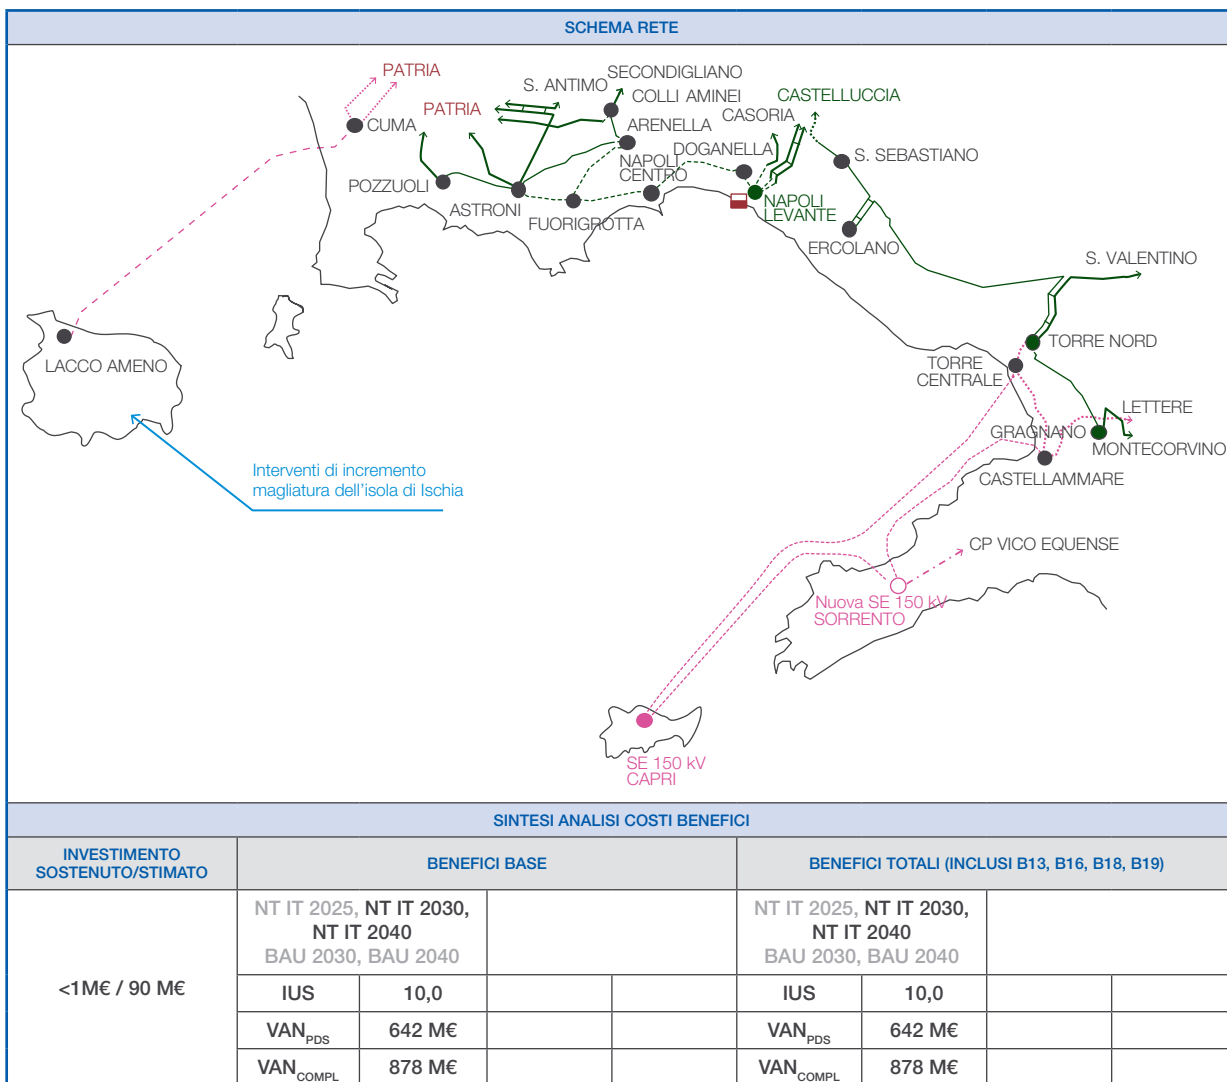 SCHEMA RETE
PATRIA
CUMA
PATRIA
S. ANTIMO
SECONDIGLIANO
COLLI AMINEI
ARENELLA
CASTELLUCCIA
CASORIA
DOGANELLA
NAPOLI
CENTRO
S. SEBASTIANO
POZZUOLI
ASTRONI
FUORIGROTTA
NAPOLI
LEVANTE
ERCOLANO
S. VALENTINO
LACCO AMENO
TORRE NORD
TORRE
CENTRALE
LETTERE
GRAGNANO
MONTECORVINO
CASTELLAMMARE
Interventi di incremento
magliatura dell'isola di Ischia
CP VICO EQUENSE
Nuova SE 150 kV
SORRENTO
SE 150 kV
CAPRI
SINTESI ANALISI COSTI BENEFICI
INVESTIMENTO
SOSTENUTO/STIMATO
BENEFICI BASE
BENEFICI TOTALI (INCLUSI B13, B16, B18, B19)
<1M€ / 90 M€
NT IT 2025, NT IT 2030,
NT IT 2040
BAU 2030, BAU 2040
NT IT 2025, NT IT 2030,
NT IT 2040
BAU 2030, BAU 2040
IUS 10,0 IUS 10,0
VANPDS 642 M€ VANPDS 642 M€
VANCOMPL 878 M€ VANCOMPL 878 M€